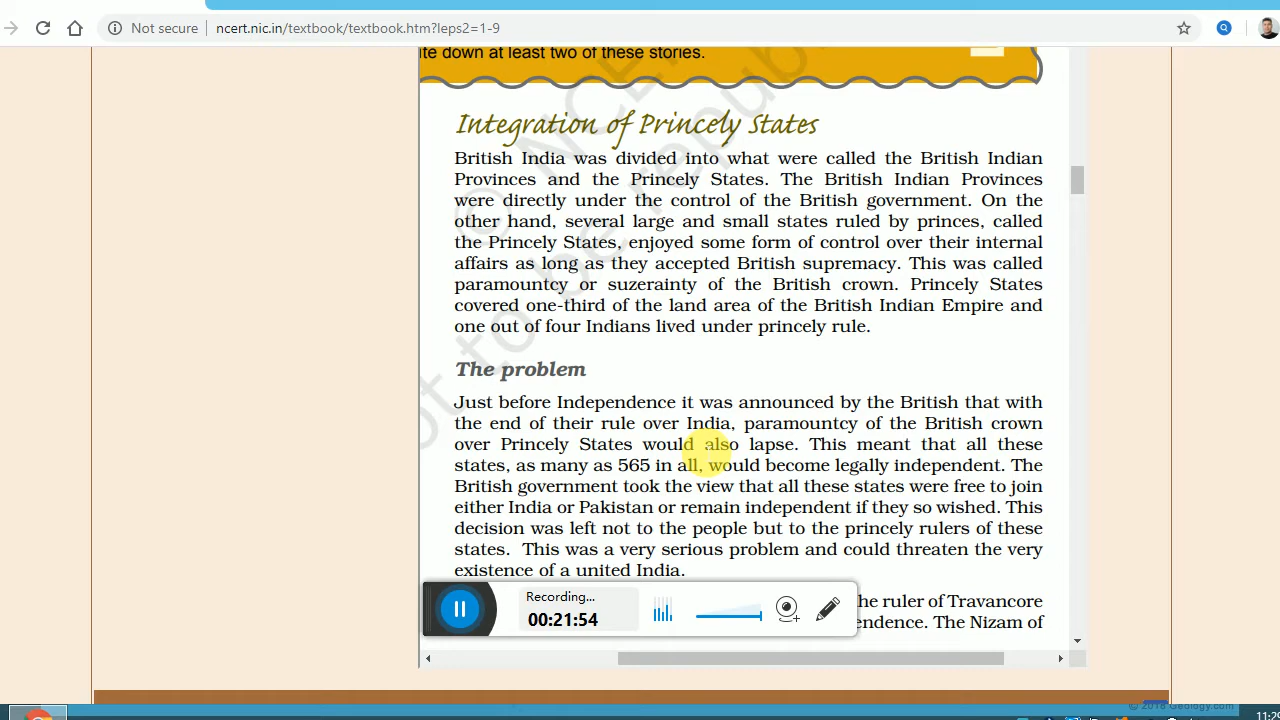 Not secure
ncert.nic.in/textbook/textbook.htm?leps2=1-9
ite down at least two of these stories.
Integration of Princely States
British India was divided into what were called the British Indian
Provinces and the Princely States. The British Indian Provinces
were directly under the control of the British government. On the
other hand, several large and small states ruled by princes, called
the Princely States, enjoyed some form of control over their internal
affairs as long as they accepted British supremacy. This was called
paramountcy or suzerainty of the British crown. Princely States
covered one-third of the land area of the British Indian Empire and
one out of four Indians lived under princely rule.
The problem
Just before Independence it was announced by the British that with
the end of their rule over India, paramountcy of the British crown
over Princely States would also lapse. This meant that all these
states, as many as 565 in all, would become legally independent. The
British government took the view that all these states were free to join
either India or Pakistan or remain independent if they so wished. This
decision was left not to the people but to the princely rulers of these
states. This was a very serious problem and could threaten the very
existence of a united India.
he ruler of Travancore
endence. The Nizam of
Recording...
00:21:54
© 2018 Geology.com
11:29
© NCER
not to be republ